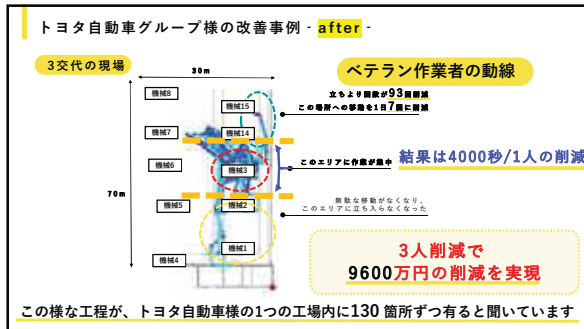 トヨタ自動車グループ様の改善事例 - after -
3交代の現場
30m
70m
機械8
機械7
機械6
機械5
機械4
機械15
機械14
機械3
機械2
機械1
ベテラン作業者の動線
立ちより回数が93回削減
この場所への移動を1日7回に削減
このエリアに作業が集中
結果は4000秒/1人の削減
無駄な移動がなくなり、
このエリアに立ち入らなくなった
3人削減で
9600万円の削減を実現
この様な工程が、トヨタ自動車様の1つの工場内に130 箇所ずつ有ると聞いています